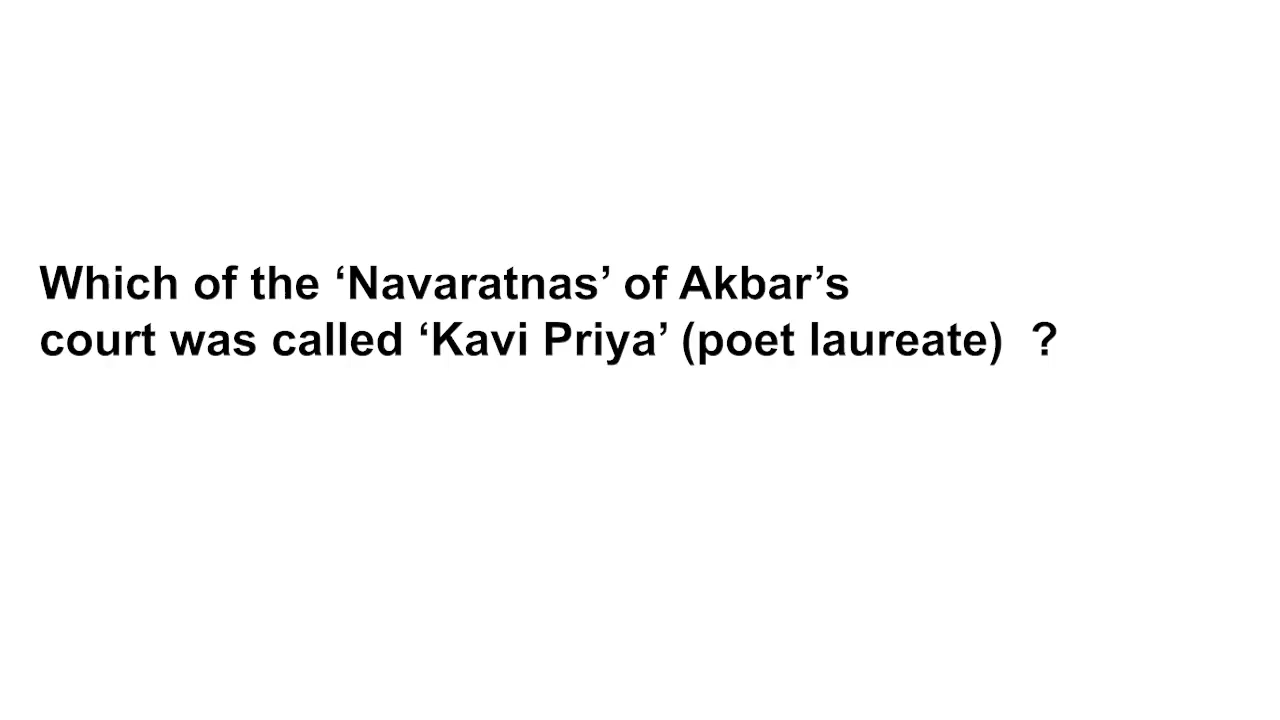 Which of the ‘Navaratnas’ of Akbar’s
court was called ‘Kavi Priya’ (poet laureate)  ?